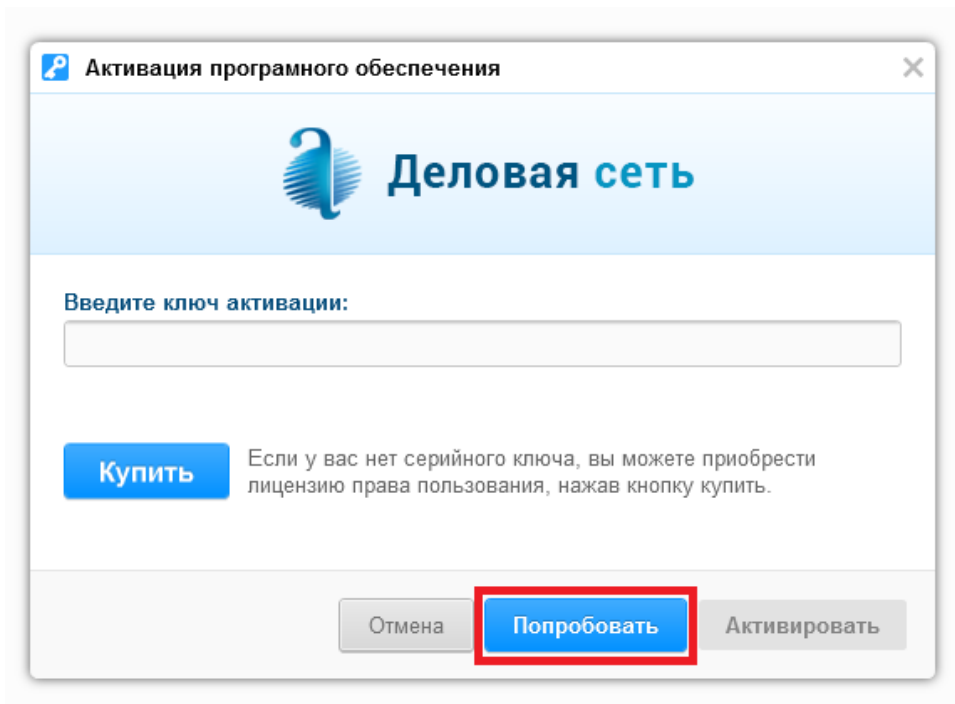 Активация програмного обеспечения
Деловая сеть
Введите ключ активации:
Купить
Если у вас нет серийного ключа, вы можете приобрести
лицензию права пользования, нажав кнопку купить.
Отмена
Попробовать
Активировать